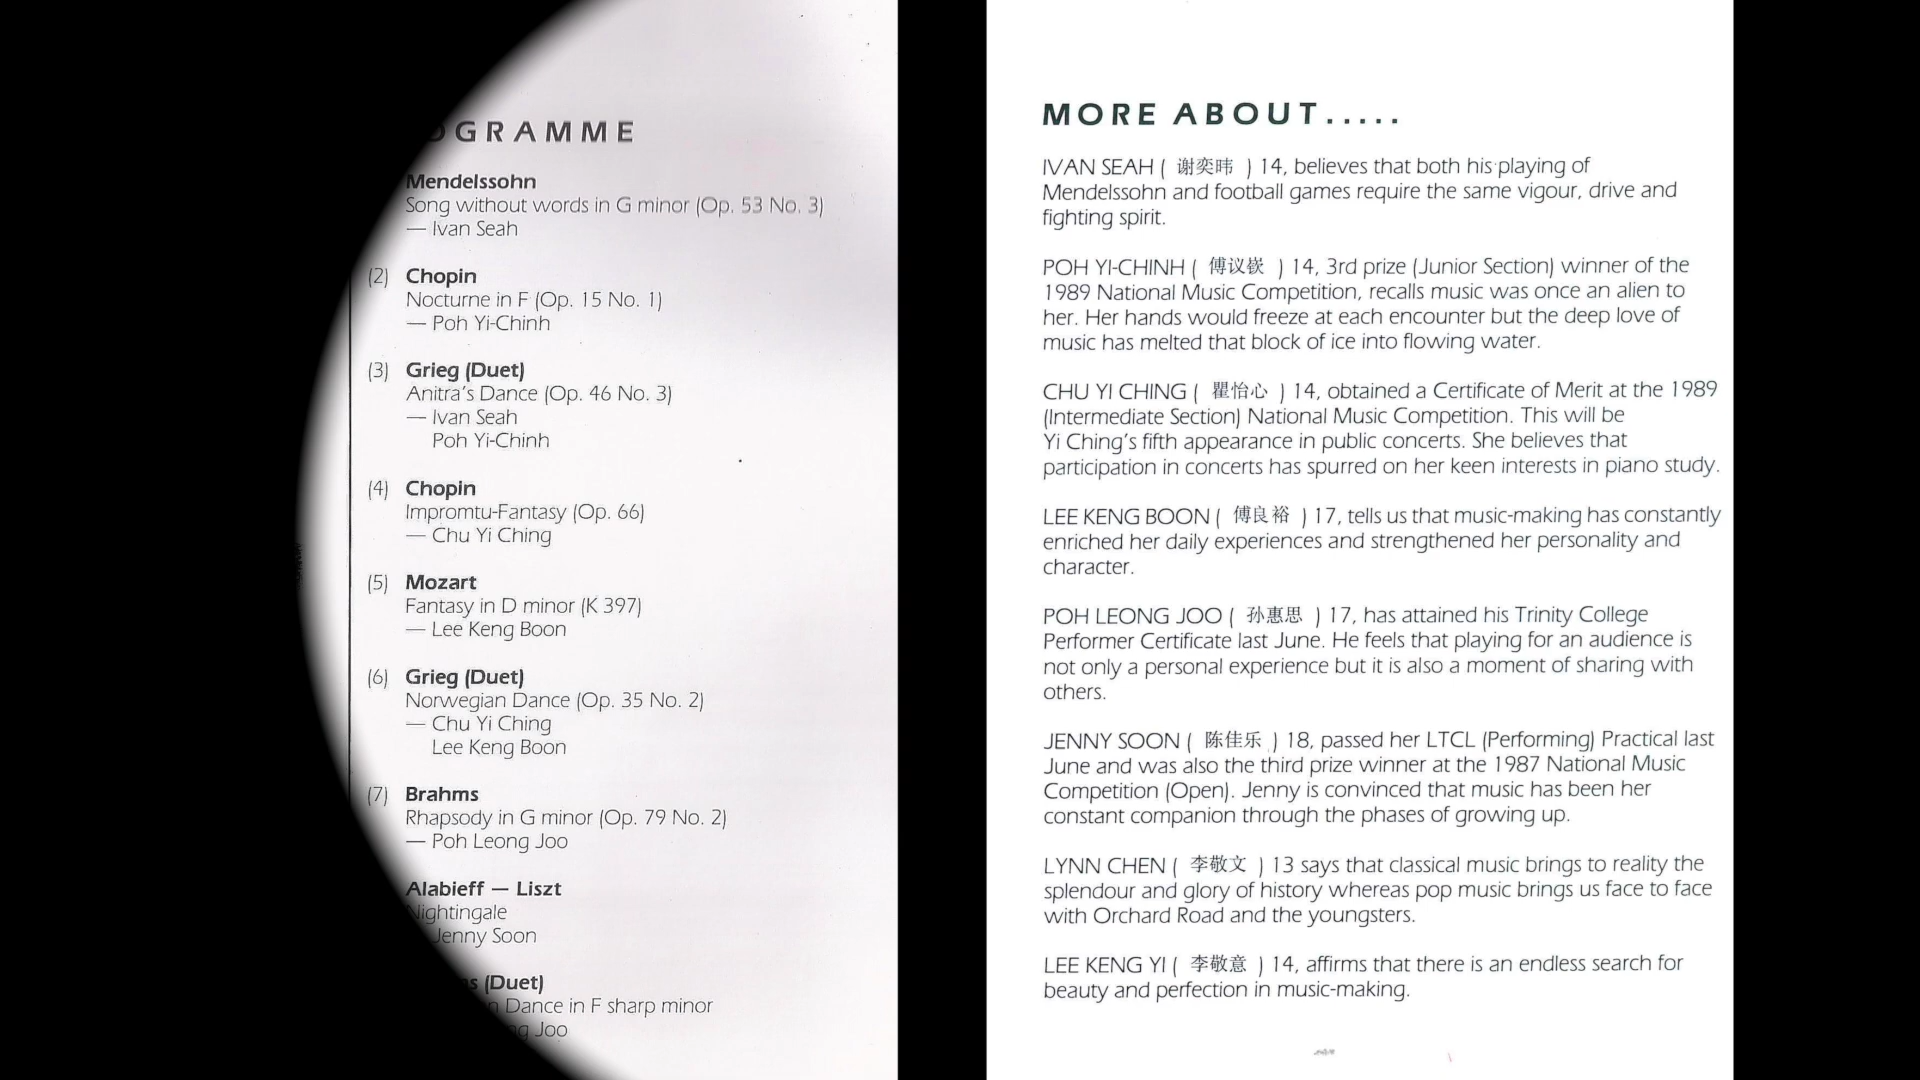 OGRAMME
Mendelssohn
Song without words in G minor (Op. 53 No. 3)
— Ivan Seah
(2) Chopin
Nocturne in F (Op. 15 No. 1)
— Poh Yi-Chinh
(3) Grieg (Duet)
Anitra's Dance (Op. 46 No. 3)
— Ivan Seah
Poh Yi-Chinh
(4) Chopin
Impromtu-Fantasy (Op. 66)
— Chu Yi Ching
(5) Mozart
Fantasy in D minor (K 397)
— Lee Keng Boon
(6) Grieg (Duet)
Norwegian Dance (Op. 35 No. 2)
— Chu Yi Ching
Lee Keng Boon
(7) Brahms
Rhapsody in G minor (Op. 79 No. 2)
— Poh Leong Joo
Alabieff — Liszt
Nightingale
Jenny Soon
(Duet)
Dance in F sharp minor
Joo
MORE ABOUT.....
IVAN SEAH ( 谢奕暐 ) 14, believes that both his playing of
Mendelssohn and football games require the same vigour, drive and
fighting spirit.
POH YI-CHINH ( 傅议嵚 ) 14, 3rd prize (Junior Section) winner of the
1989 National Music Competition, recalls music was once an alien to
her. Her hands would freeze at each encounter but the deep love of
music has melted that block of ice into flowing water.
CHU YI CHING ( 瞿怡心 ) 14, obtained a Certificate of Merit at the 1989
(Intermediate Section) National Music Competition. This will be
Yi Ching's fifth appearance in public concerts. She believes that
participation in concerts has spurred on her keen interests in piano study.
LEE KENG BOON ( 傅良裕 ) 17, tells us that music-making has constantly
enriched her daily experiences and strengthened her personality and
character.
POH LEONG JOO ( 孙惠思 ) 17, has attained his Trinity College
Performer Certificate last June. He feels that playing for an audience is
not only a personal experience but it is also a moment of sharing with
others.
JENNY SOON ( 陈佳乐 ) 18, passed her LTCL (Performing) Practical last
June and was also the third prize winner at the 1987 National Music
Competition (Open). Jenny is convinced that music has been her
constant companion through the phases of growing up.
LYNN CHEN ( 李敬文 ) 13 says that classical music brings to reality the
splendour and glory of history whereas pop music brings us face to face
with Orchard Road and the youngsters.
LEE KENG YI ( 李敬意 ) 14, affirms that there is an endless search for
beauty and perfection in music-making.